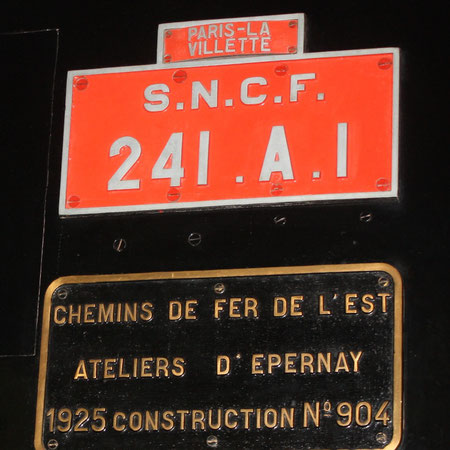 PARIS-LA
VILLETTE
S.N.C.F.
241.A.1
CHEMINS DE FER DE L'EST
ATELIERS D'EPERNAY
1925 CONSTRUCTION Nº 904